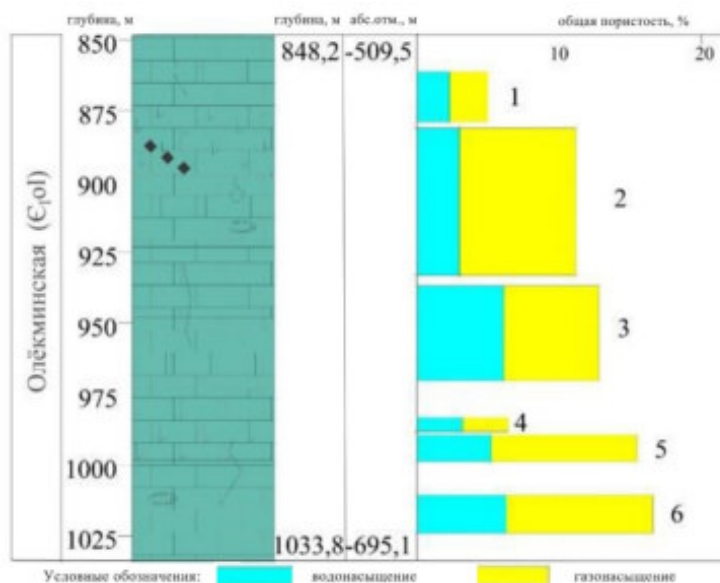 глубина, м глубина, м абс.отм., м общая пористость, %
850 848,2 -509,5 10 20
875 1
900 2
925
950 3
975
4
1000 5
6
1025 1033,8 -695,1
Олёкминская (Є₁ol)
Условные обозначения: водонасыщение газонасыщение